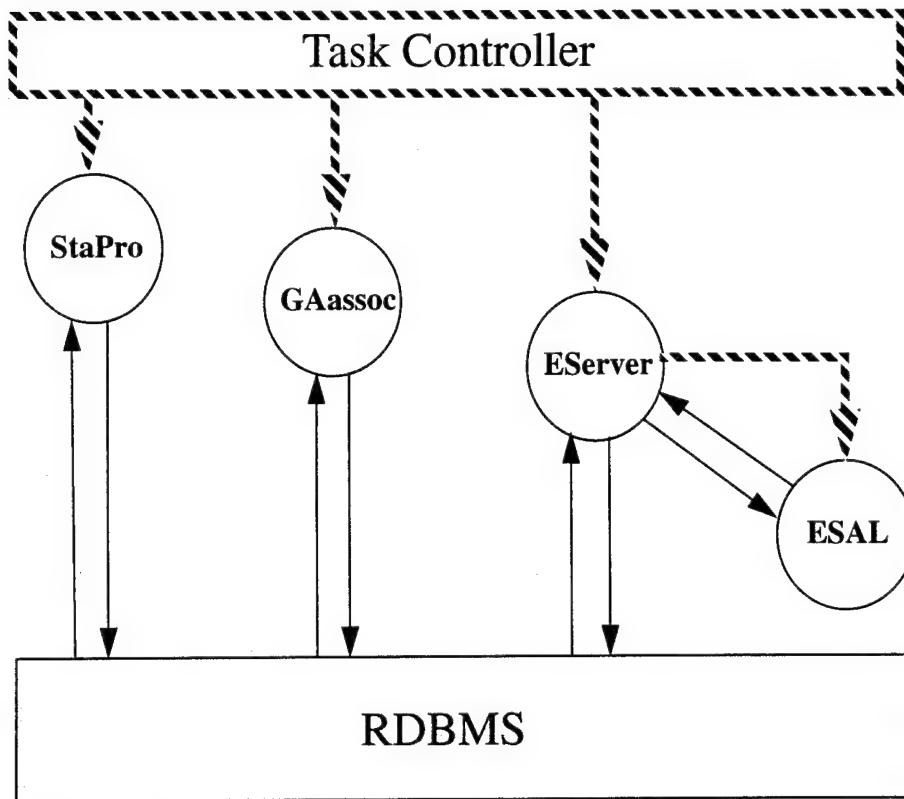 Task Controller
StaPro
GAassoc
EServer
ESAL
RDBMS